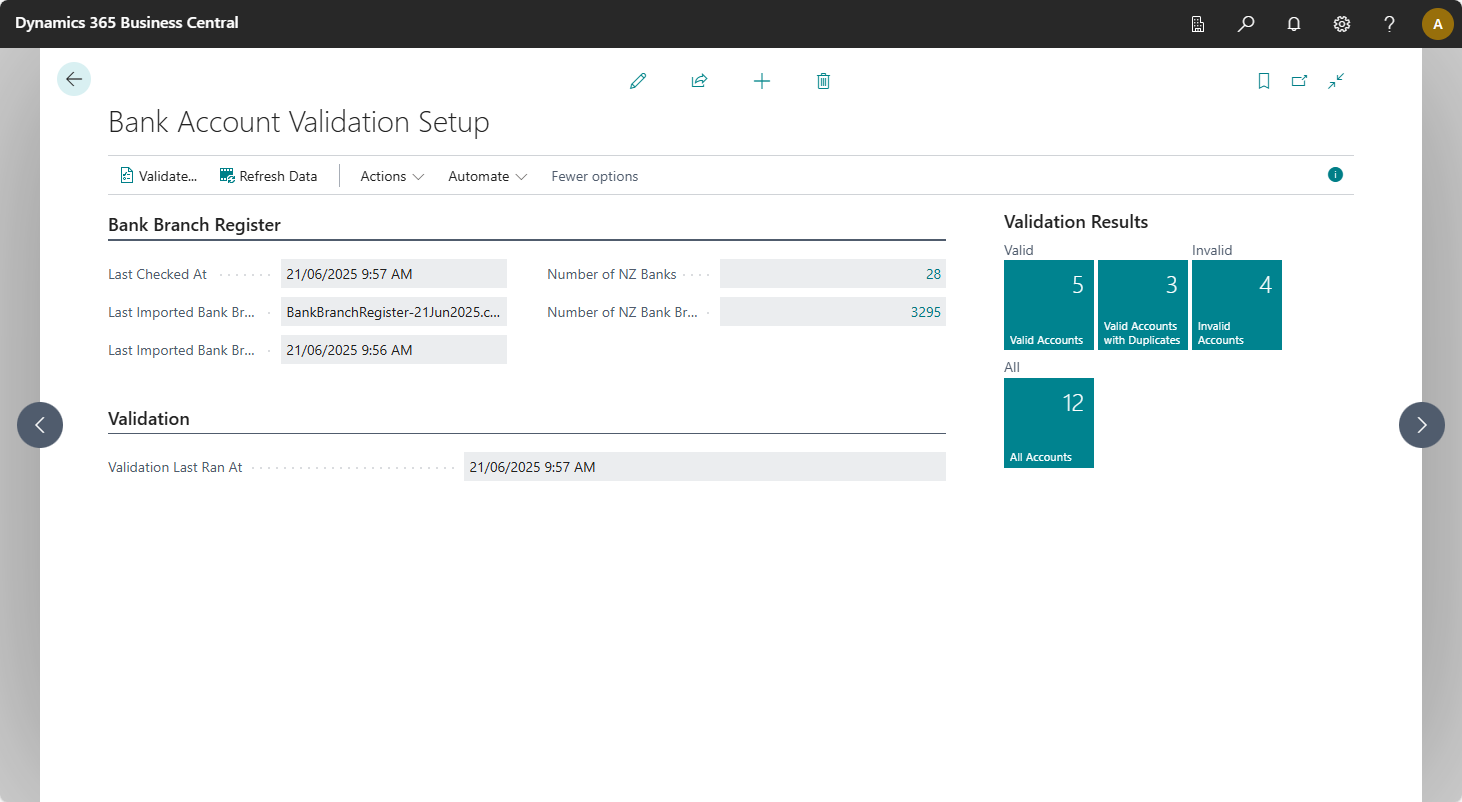 Dynamics 365 Business Central
A
Bank Account Validation Setup
Validate... Refresh Data Actions Automate Fewer options
Bank Branch Register
Last Checked At 21/06/2025 9:57 AM
Last Imported Bank Br... BankBranchRegister-21Jun2025.c...
Last Imported Bank Br... 21/06/2025 9:56 AM
Number of NZ Banks 28
Number of NZ Bank Br... 3295
Validation
Validation Last Ran At 21/06/2025 9:57 AM
Validation Results
Valid
5
Valid Accounts
3
Valid Accounts
with Duplicates
Invalid
4
Invalid
Accounts
All
12
All Accounts